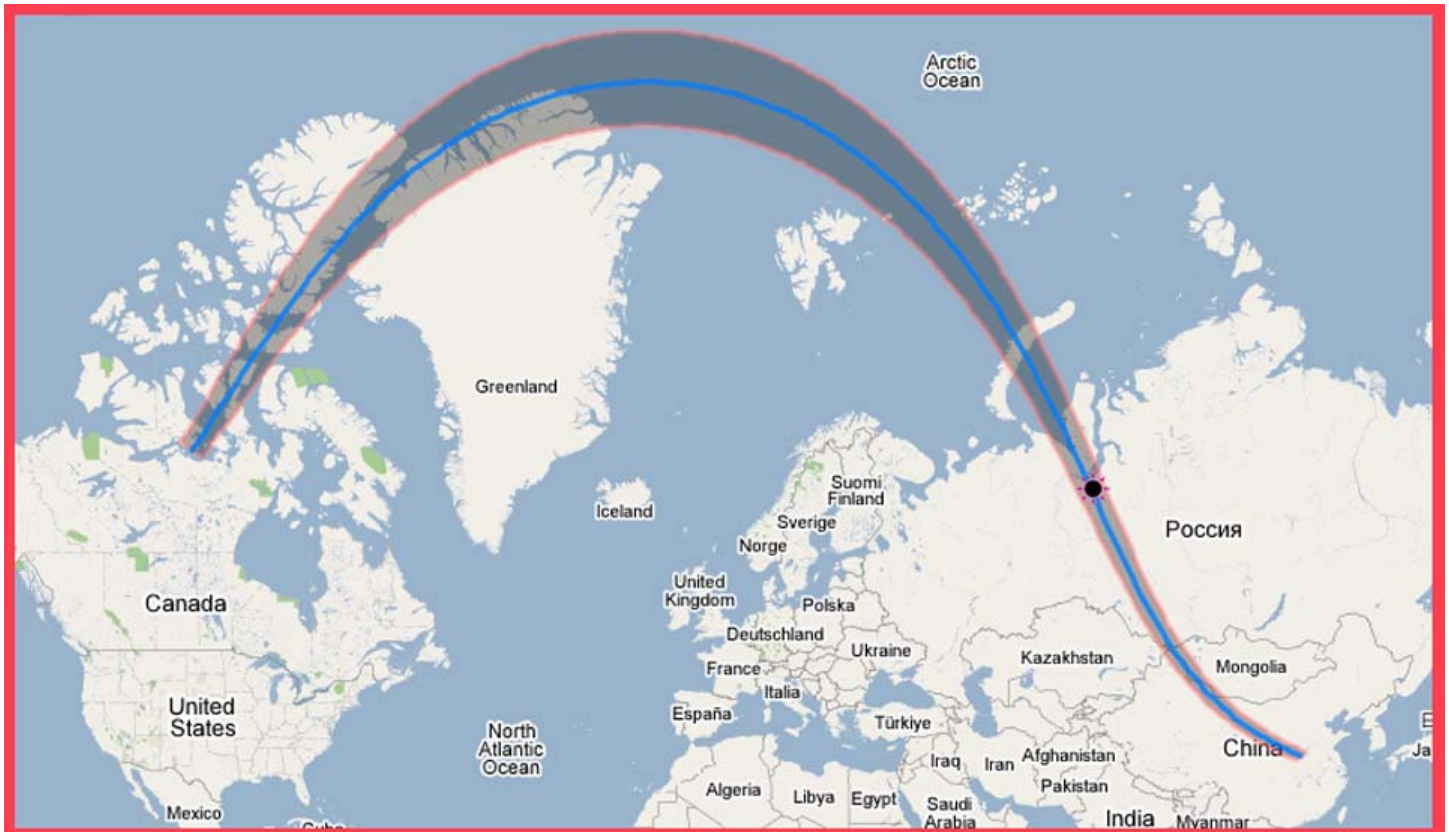 Arctic
Ocean
Greenland
Iceland
Suomi
Finland
Sverige
Norge
Россия
United
Kingdom
Polska
Deutschland
Ukraine
France
Italia
España
Türkiye
Kazakhstan
Mongolia
Canada
United
States
North
Atlantic
Ocean
China
Iraq
Iran
Afghanistan
Pakistan
Algeria
Libya
Egypt
Saudi
Arabia
India
Myanmar
Mexico
Cuba
Ja